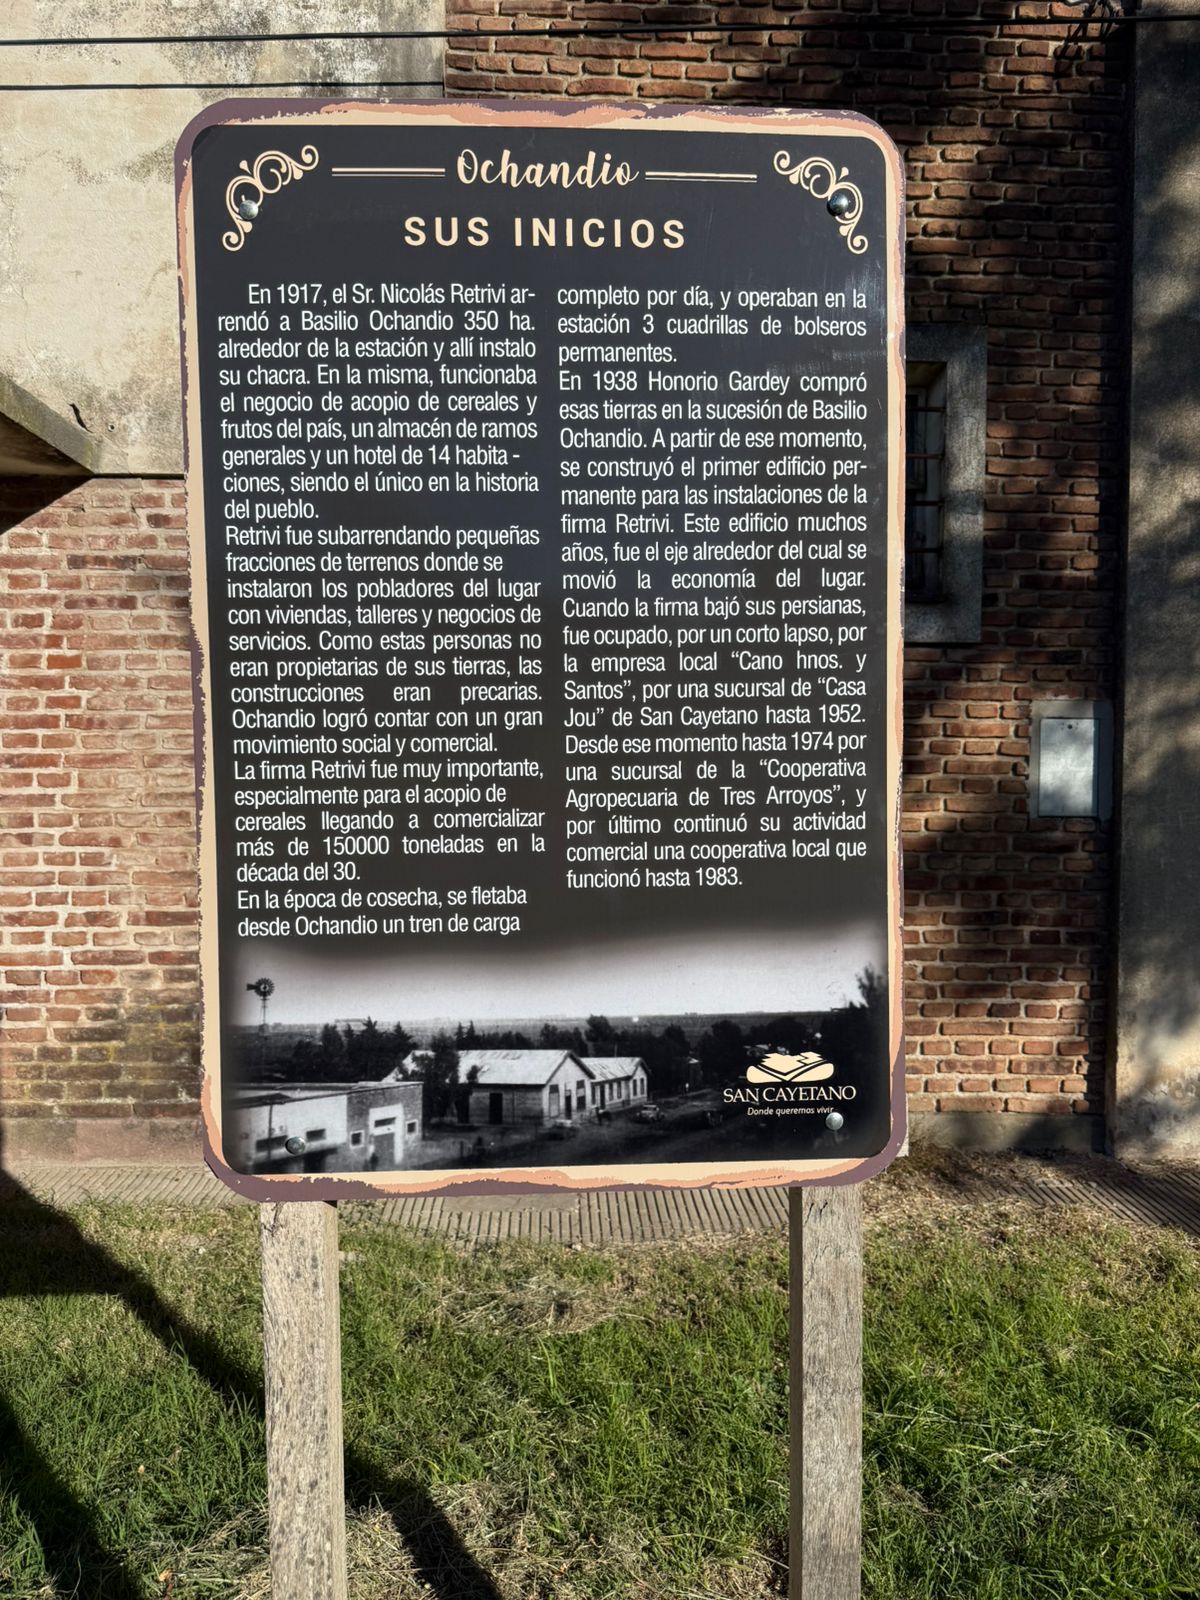 Ochandio
SUS INICIOS
En 1917, el Sr. Nicolás Retrivi ar-
rendó a Basilio Ochandio 350 ha.
alrededor de la estación y allí instalo
su chacra. En la misma, funcionaba
el negocio de acopio de cereales y
frutos del país, un almacén de ramos
generales y un hotel de 14 habita -
ciones, siendo el único en la historia
del pueblo.
Retrivi fue subarrendando pequeñas
fracciones de terrenos donde se
instalaron los pobladores del lugar
con viviendas, talleres y negocios de
servicios. Como estas personas no
eran propietarias de sus tierras, las
construcciones eran precarias.
Ochandio logró contar con un gran
movimiento social y comercial.
La firma Retrivi fue muy importante,
especialmente para el acopio de
cereales llegando a comercializar
más de 150000 toneladas en la
década del 30.
En la época de cosecha, se fletaba
desde Ochandio un tren de carga
completo por día, y operaban en la
estación 3 cuadrillas de bolseros
permanentes.
En 1938 Honorio Gardey compró
esas tierras en la sucesión de Basilio
Ochandio. A partir de ese momento,
se construyó el primer edificio per-
manente para las instalaciones de la
firma Retrivi. Este edificio muchos
años, fue el eje alrededor del cual se
movió la economía del lugar.
Cuando la firma bajó sus persianas,
fue ocupado, por un corto lapso, por
la empresa local “Cano hnos. y
Santos”, por una sucursal de “Casa
Jou” de San Cayetano hasta 1952.
Desde ese momento hasta 1974 por
una sucursal de la “Cooperativa
Agropecuaria de Tres Arroyos”, y
por último continuó su actividad
comercial una cooperativa local que
funcionó hasta 1983.
SAN CAYETANO
Donde queremos vivir